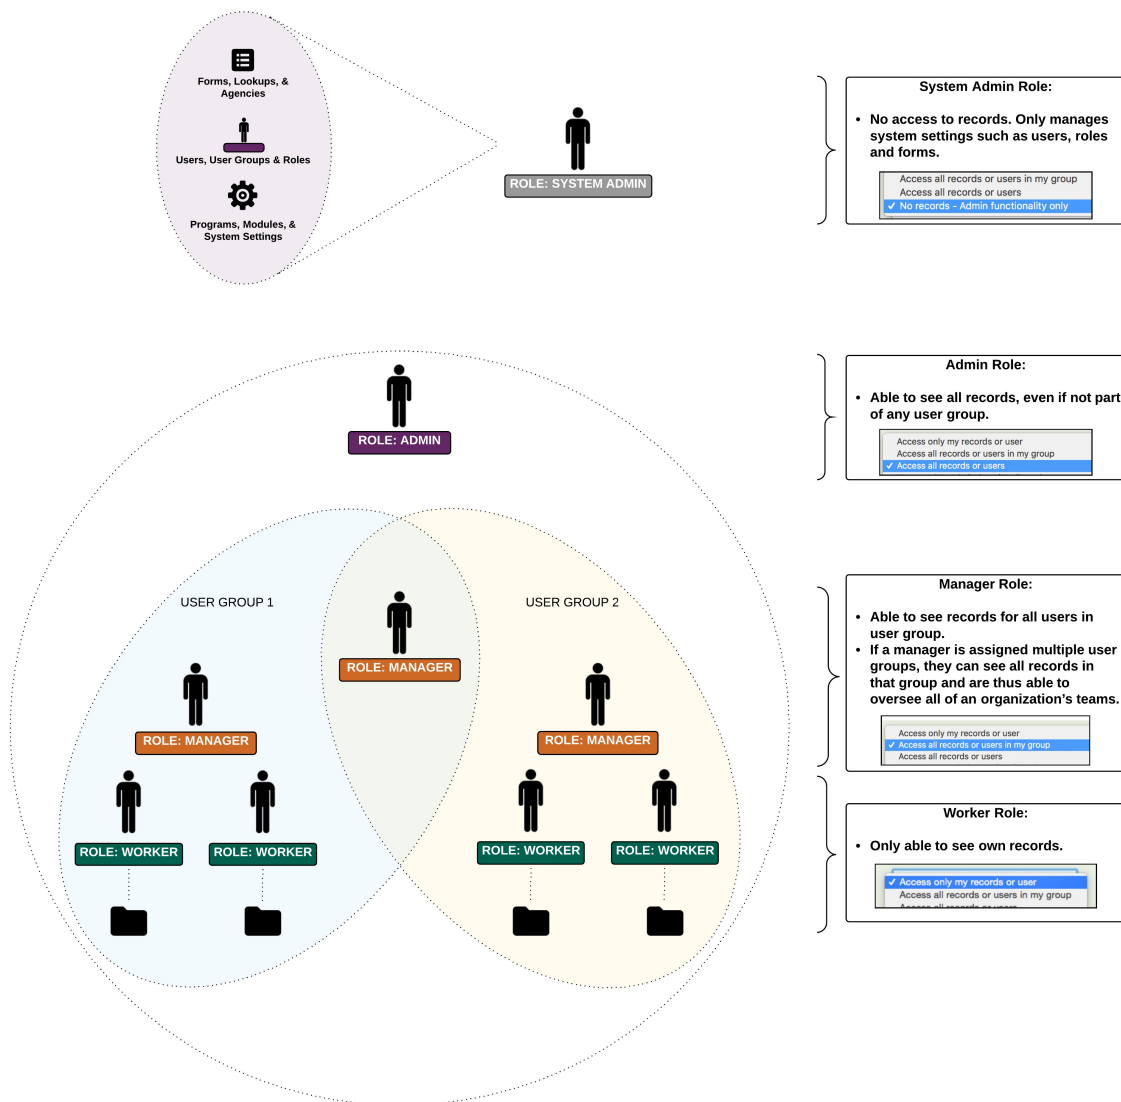 Forms, Lookups, &
Agencies
Users, User Groups & Roles
Programs, Modules, &
System Settings
ROLE: SYSTEM ADMIN
System Admin Role:
• No access to records. Only manages
system settings such as users, roles
and forms.
Access all records or users in my group
Access all records or users
✓ No records - Admin functionality only
ROLE: ADMIN
Admin Role:
• Able to see all records, even if not part
of any user group.
Access only my records or user
Access all records or users in my group
✓ Access all records or users
USER GROUP 1
USER GROUP 2
ROLE: MANAGER
ROLE: MANAGER
ROLE: MANAGER
ROLE: WORKER
ROLE: WORKER
ROLE: WORKER
ROLE: WORKER
Manager Role:
• Able to see records for all users in
user group.
• If a manager is assigned multiple user
groups, they can see all records in
that group and are thus able to
oversee all of an organization’s teams.
Access only my records or user
✓ Access all records or users in my group
Access all records or users
Worker Role:
• Only able to see own records.
✓ Access only my records or user
Access all records or users in my group
Access all records or users